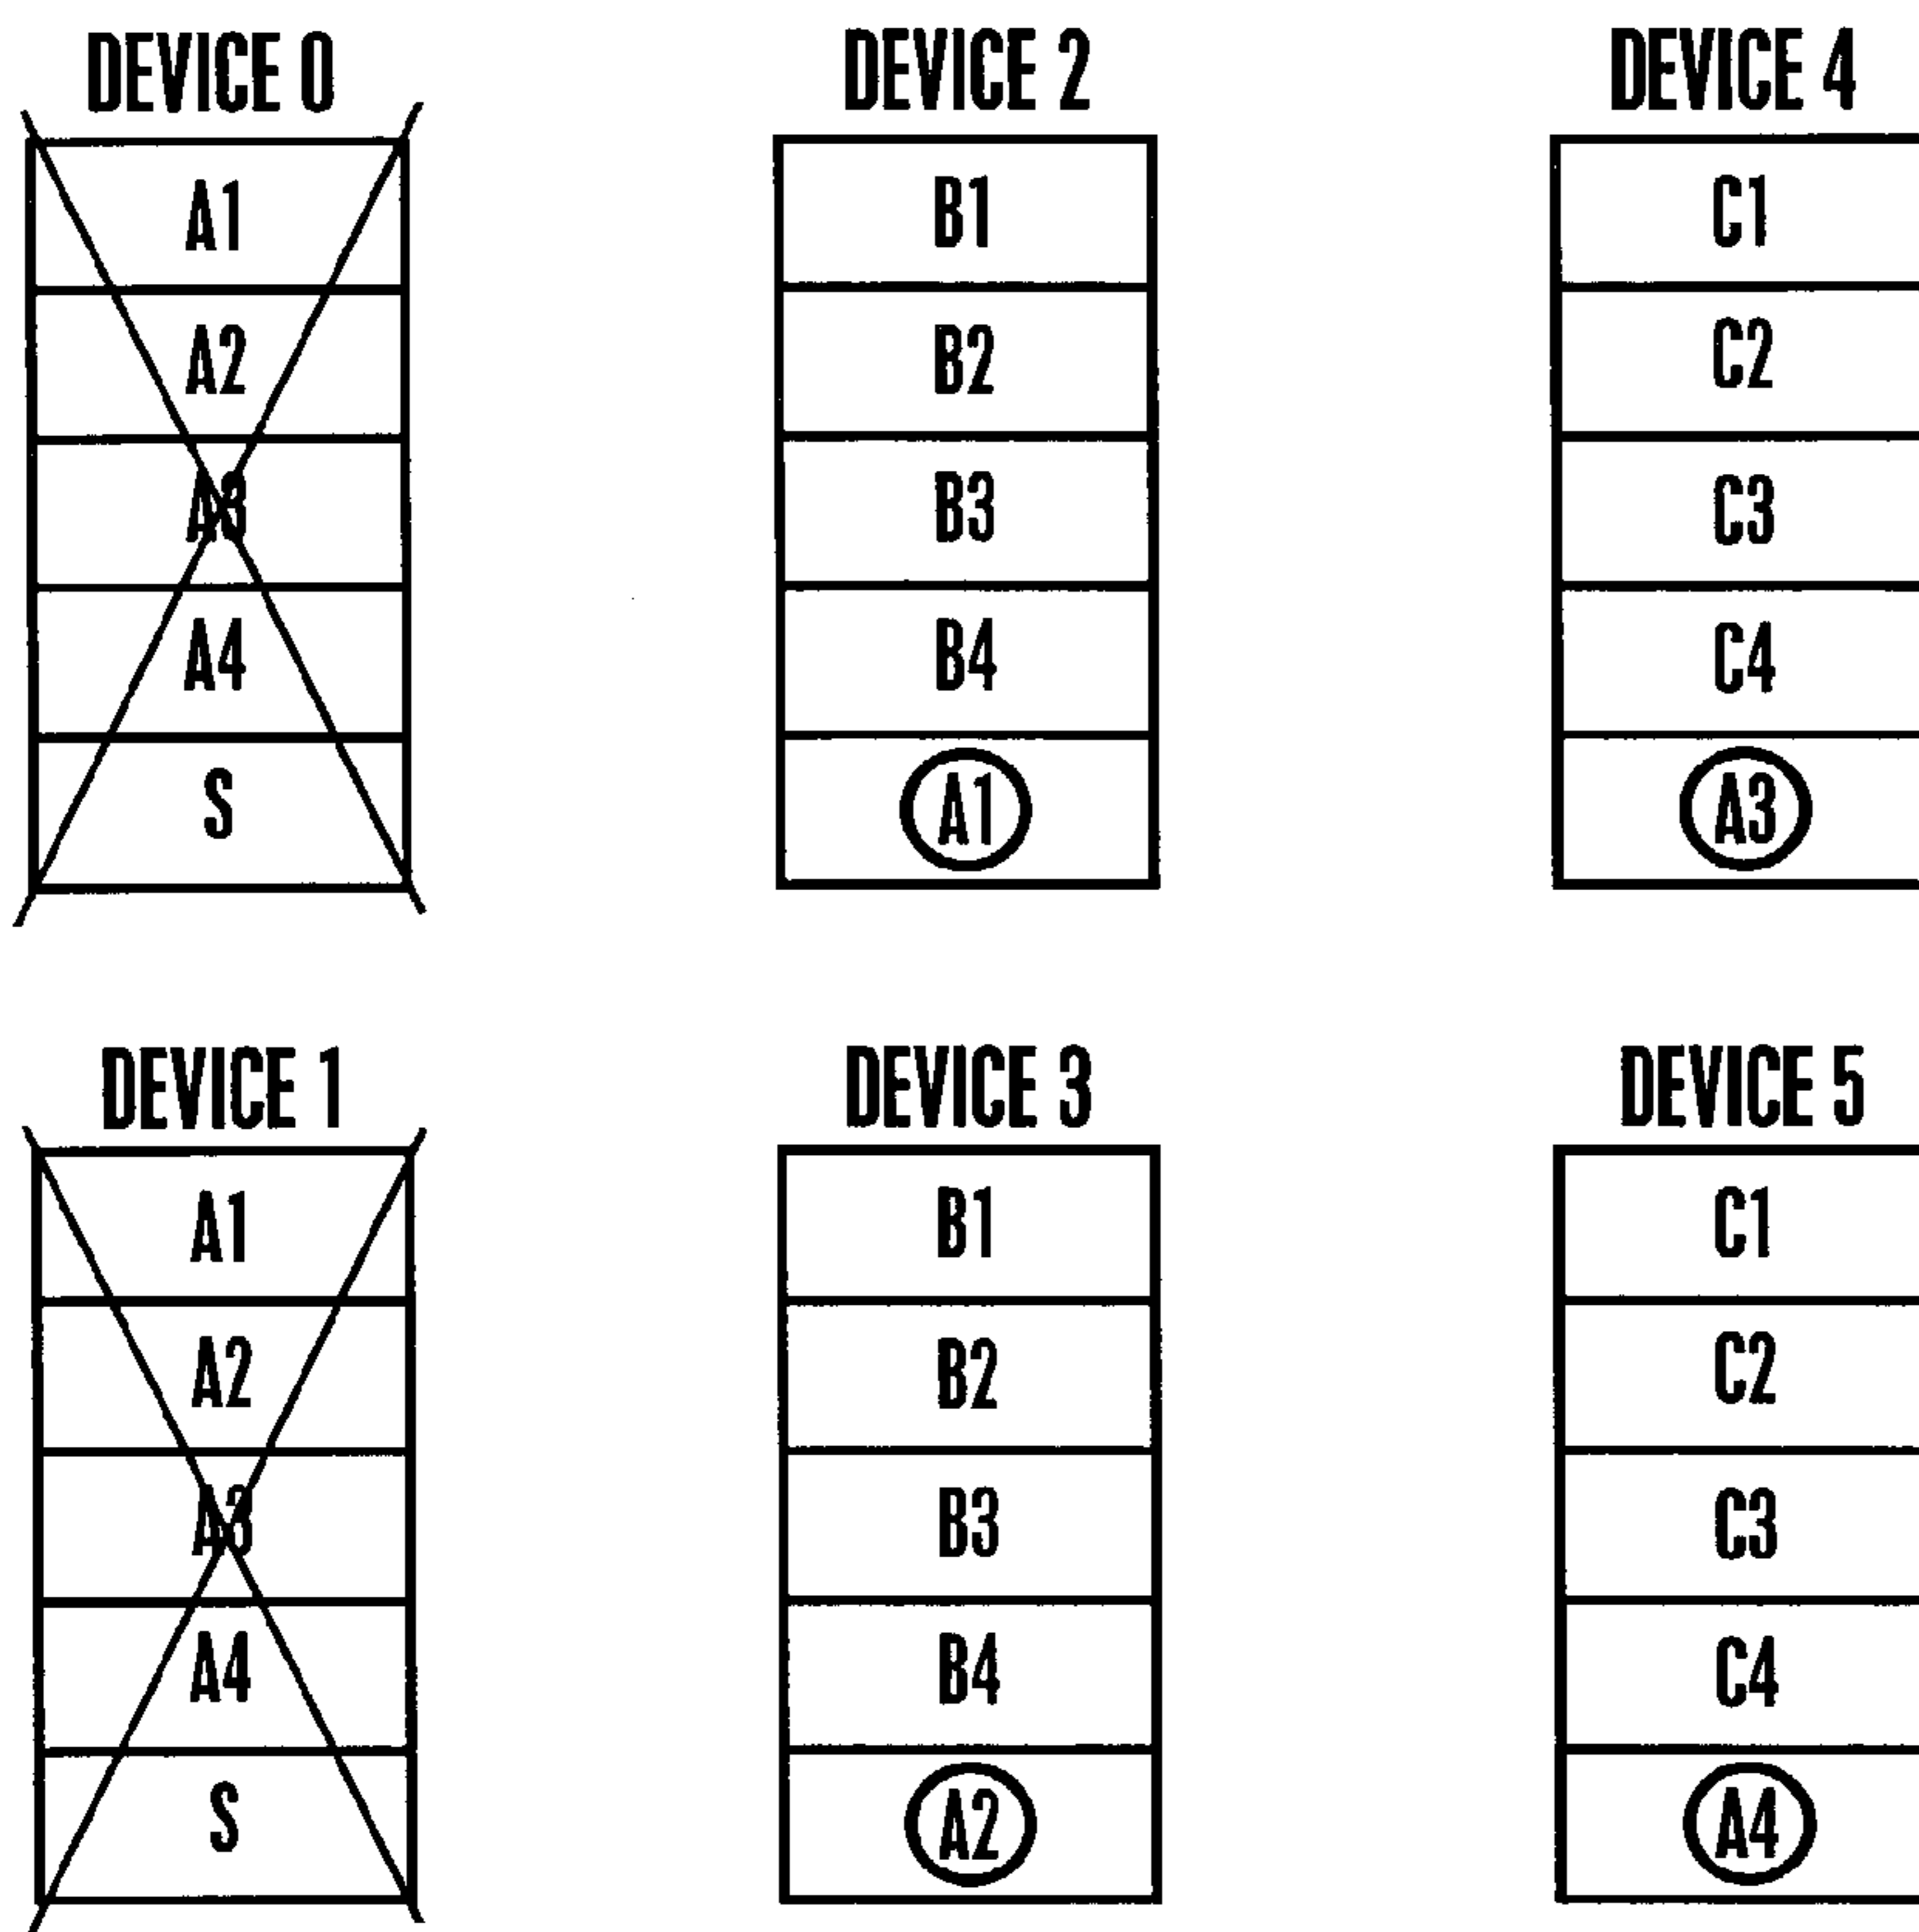 DEVICE 0 DEVICE 2 DEVICE 4
A1 B1 C1
A2 B2 C2
A3 B3 C3
A4 B4 C4
S A1 A3
DEVICE 1 DEVICE 3 DEVICE 5
A1 B1 C1
A2 B2 C2
A3 B3 C3
A4 B4 C4
S A2 A4